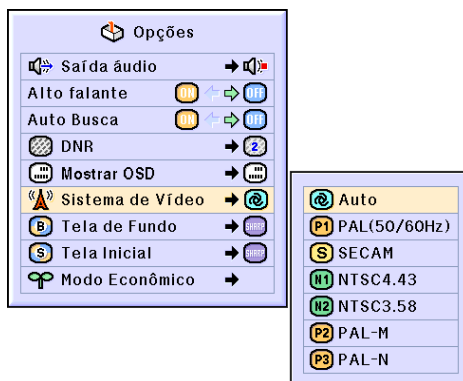 Opções
Saída áudio
Alto falante ON OFF
Auto Busca ON OFF
DNR 2
Mostrar OSD
Sistema de Vídeo
B Tela de Fundo SHARP
S Tela Inicial SHARP
Modo Econômico
Auto
P1 PAL(50/60Hz)
S SECAM
N1 NTSC4.43
N2 NTSC3.58
P2 PAL-M
P3 PAL-N